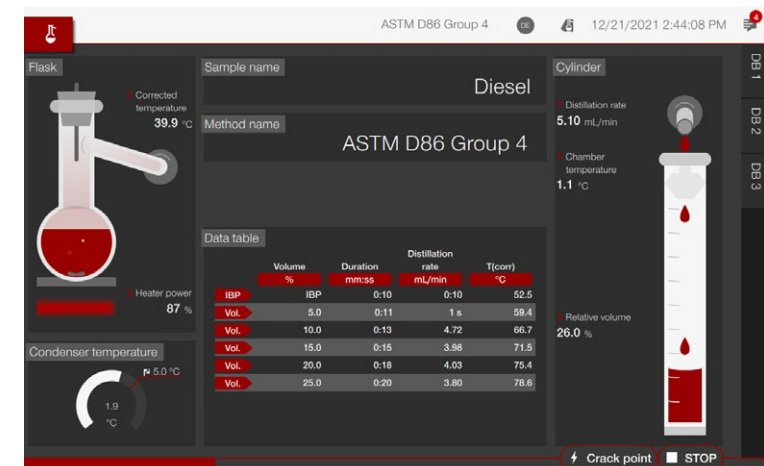 ASTM D86 Group 4 DE 12/21/2021 2:44:08 PM 4
Flask
Corrected
temperature
39.9 °C
Heater power
87 %
Condenser temperature
5.0 °C
1.9
°C
Sample name
Diesel
Method name
ASTM D86 Group 4
Data table
Volume Duration Distillation rate T(corr)
% mm:ss mL/min °C
IBP IBP 0:10 0:10 52.5
Vol. 5.0 0:11 1 s 59.4
Vol. 10.0 0:13 4.72 66.7
Vol. 15.0 0:15 3.98 71.5
Vol. 20.0 0:18 4.03 75.4
Vol. 25.0 0:20 3.80 78.6
Cylinder
Distillation rate
5.10 mL/min
Chamber
temperature
1.1 °C
Relative volume
26.0 %
DB 1
DB 2
DB 3
Crack point STOP